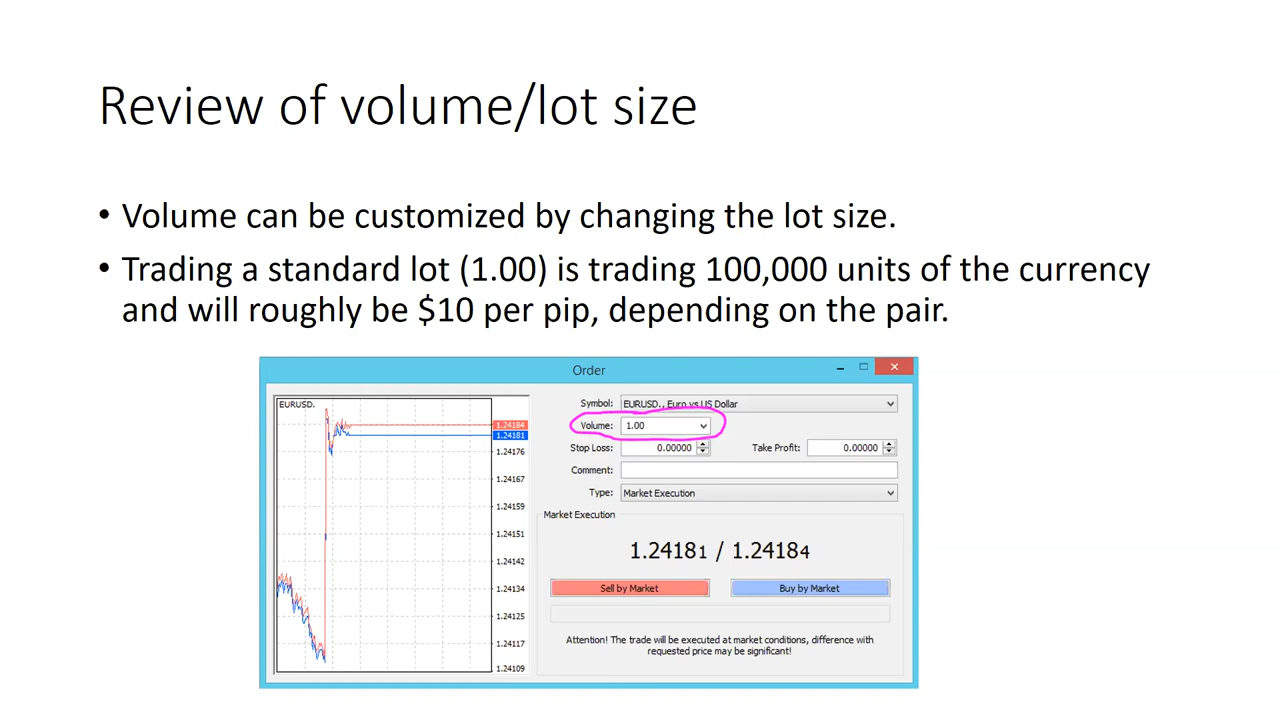 Review of volume/lot size
• Volume can be customized by changing the lot size.
• Trading a standard lot (1.00) is trading 100,000 units of the currency
and will roughly be $10 per pip, depending on the pair.
Order
EURUSD.
1.24184
1.24181
1.24176
1.24167
1.24159
1.24151
1.24142
1.24134
1.24125
1.24117
1.24109
Symbol: EURUSD., Euro vs US Dollar
Volume: 1.00
Stop Loss: 0.00000 Take Profit: 0.00000
Comment:
Type: Market Execution
Market Execution
1.24181 / 1.24184
Sell by Market Buy by Market
Attention! The trade will be executed at market conditions, difference with
requested price may be significant!